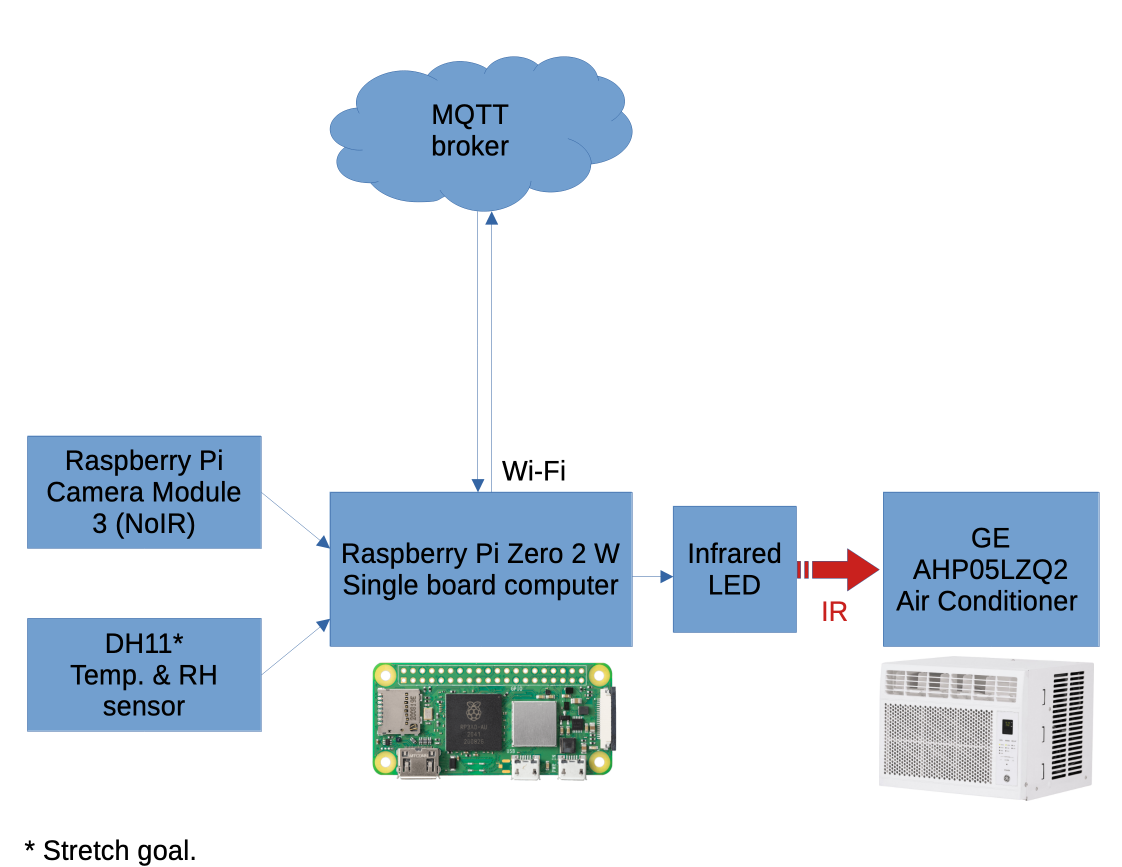 MQTT
broker
Wi-Fi
Raspberry Pi
Camera Module
3 (NoIR)
Raspberry Pi Zero 2 W
Single board computer
Infrared
LED
IR
GE
AHP05LZQ2
Air Conditioner
DH11*
Temp. & RH
sensor
* Stretch goal.